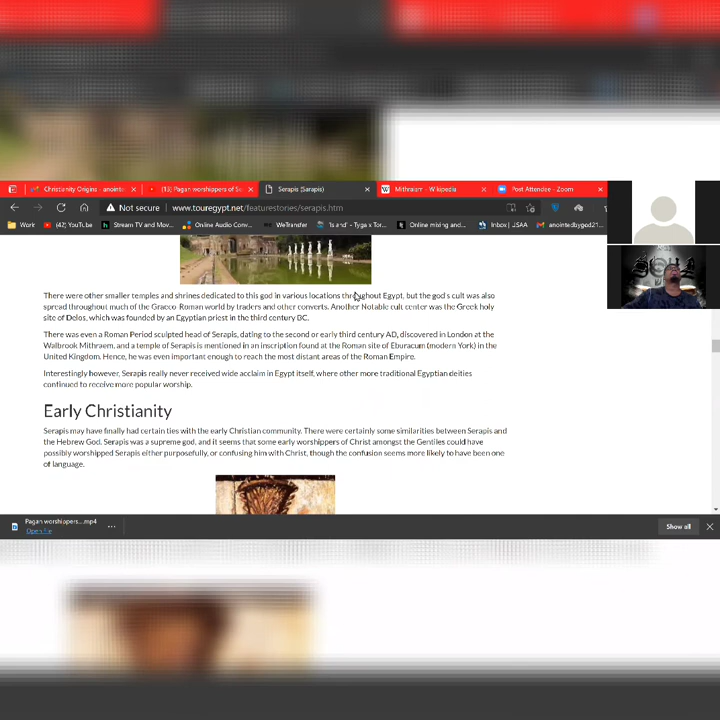 Christianity Origins - anointe
(15) Pagan worshippers of Se
Serapis (Sarapis)
Mithraism - Wikipedia
Post Attendee - Zoom
Not secure
www.touregypt.net/featurestories/serapis.htm
Work
(42) YouTube
Stream TV and Mov...
Online Audio Conv...
WeTransfer
'Is and' - Tyga x Tor...
Online mixing and...
Inbox | JSAA
anointedbygod21...
There were other smaller temples and shrines dedicated to this god in various locations throughout Egypt, but the god's cult was also
spread throughout much of the Graeco-Roman world by traders and other converts. Another Notable cult center was the Greek holy
site of Delos, which was founded by an Egyptian priest in the third century BC.
There was even a Roman Period sculpted head of Serapis, dating to the second or early third century AD, discovered in London at the
Walbrook Mithraem, and a temple of Serapis is mentioned in an inscription found at the Roman site of Eburacum (modern York) in the
United Kingdom. Hence, he was even important enough to reach the most distant areas of the Roman Empire.
Interestingly however, Serapis really never received wide acclaim in Egypt itself, where other more traditional Egyptian deities
continued to receive more popular worship.
Early Christianity
Serapis may have finally had certain ties with the early Christian community. There were certainly some similarities between Serapis and
the Hebrew God. Serapis was a supreme god, and it seems that some early worshippers of Christ amongst the Gentiles could have
possibly worshipped Serapis either purposefully, or confusing him with Christ, though the confusion seems more likely to have been one
of language.
Pagan worshippers....mp4
Open file
Show all